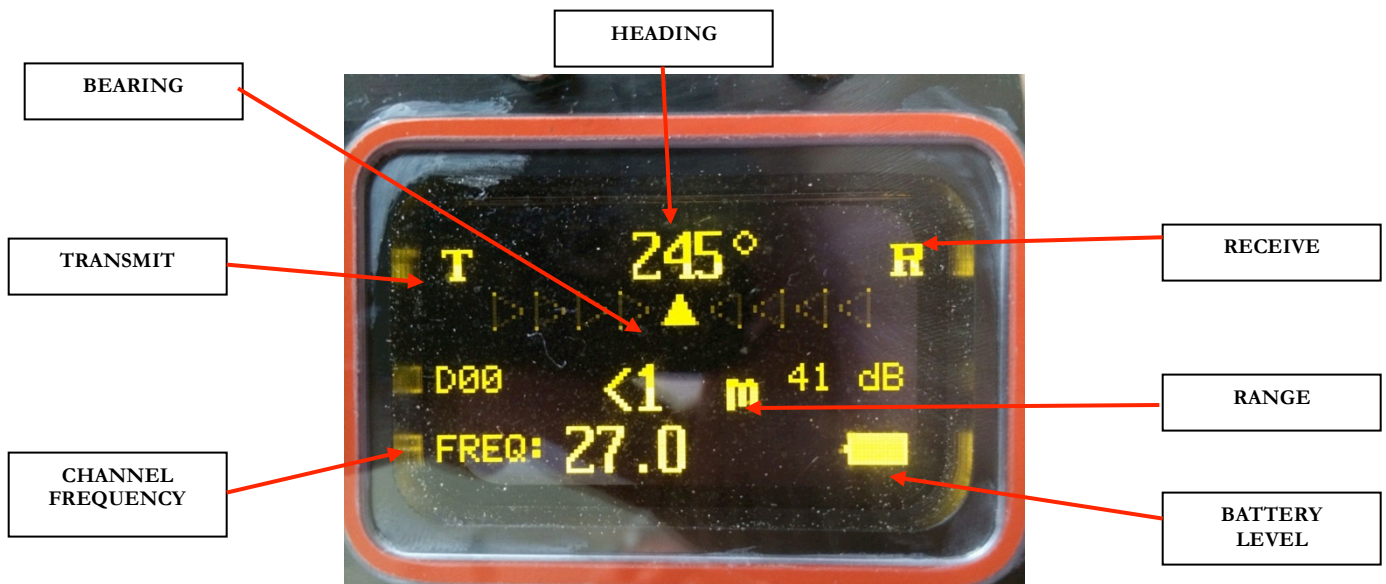 HEADING
BEARING
TRANSMIT
T 245° R
RECEIVE
D00 <1 m 41 dB
RANGE
FREQ: 27.0
CHANNEL
FREQUENCY
BATTERY
LEVEL